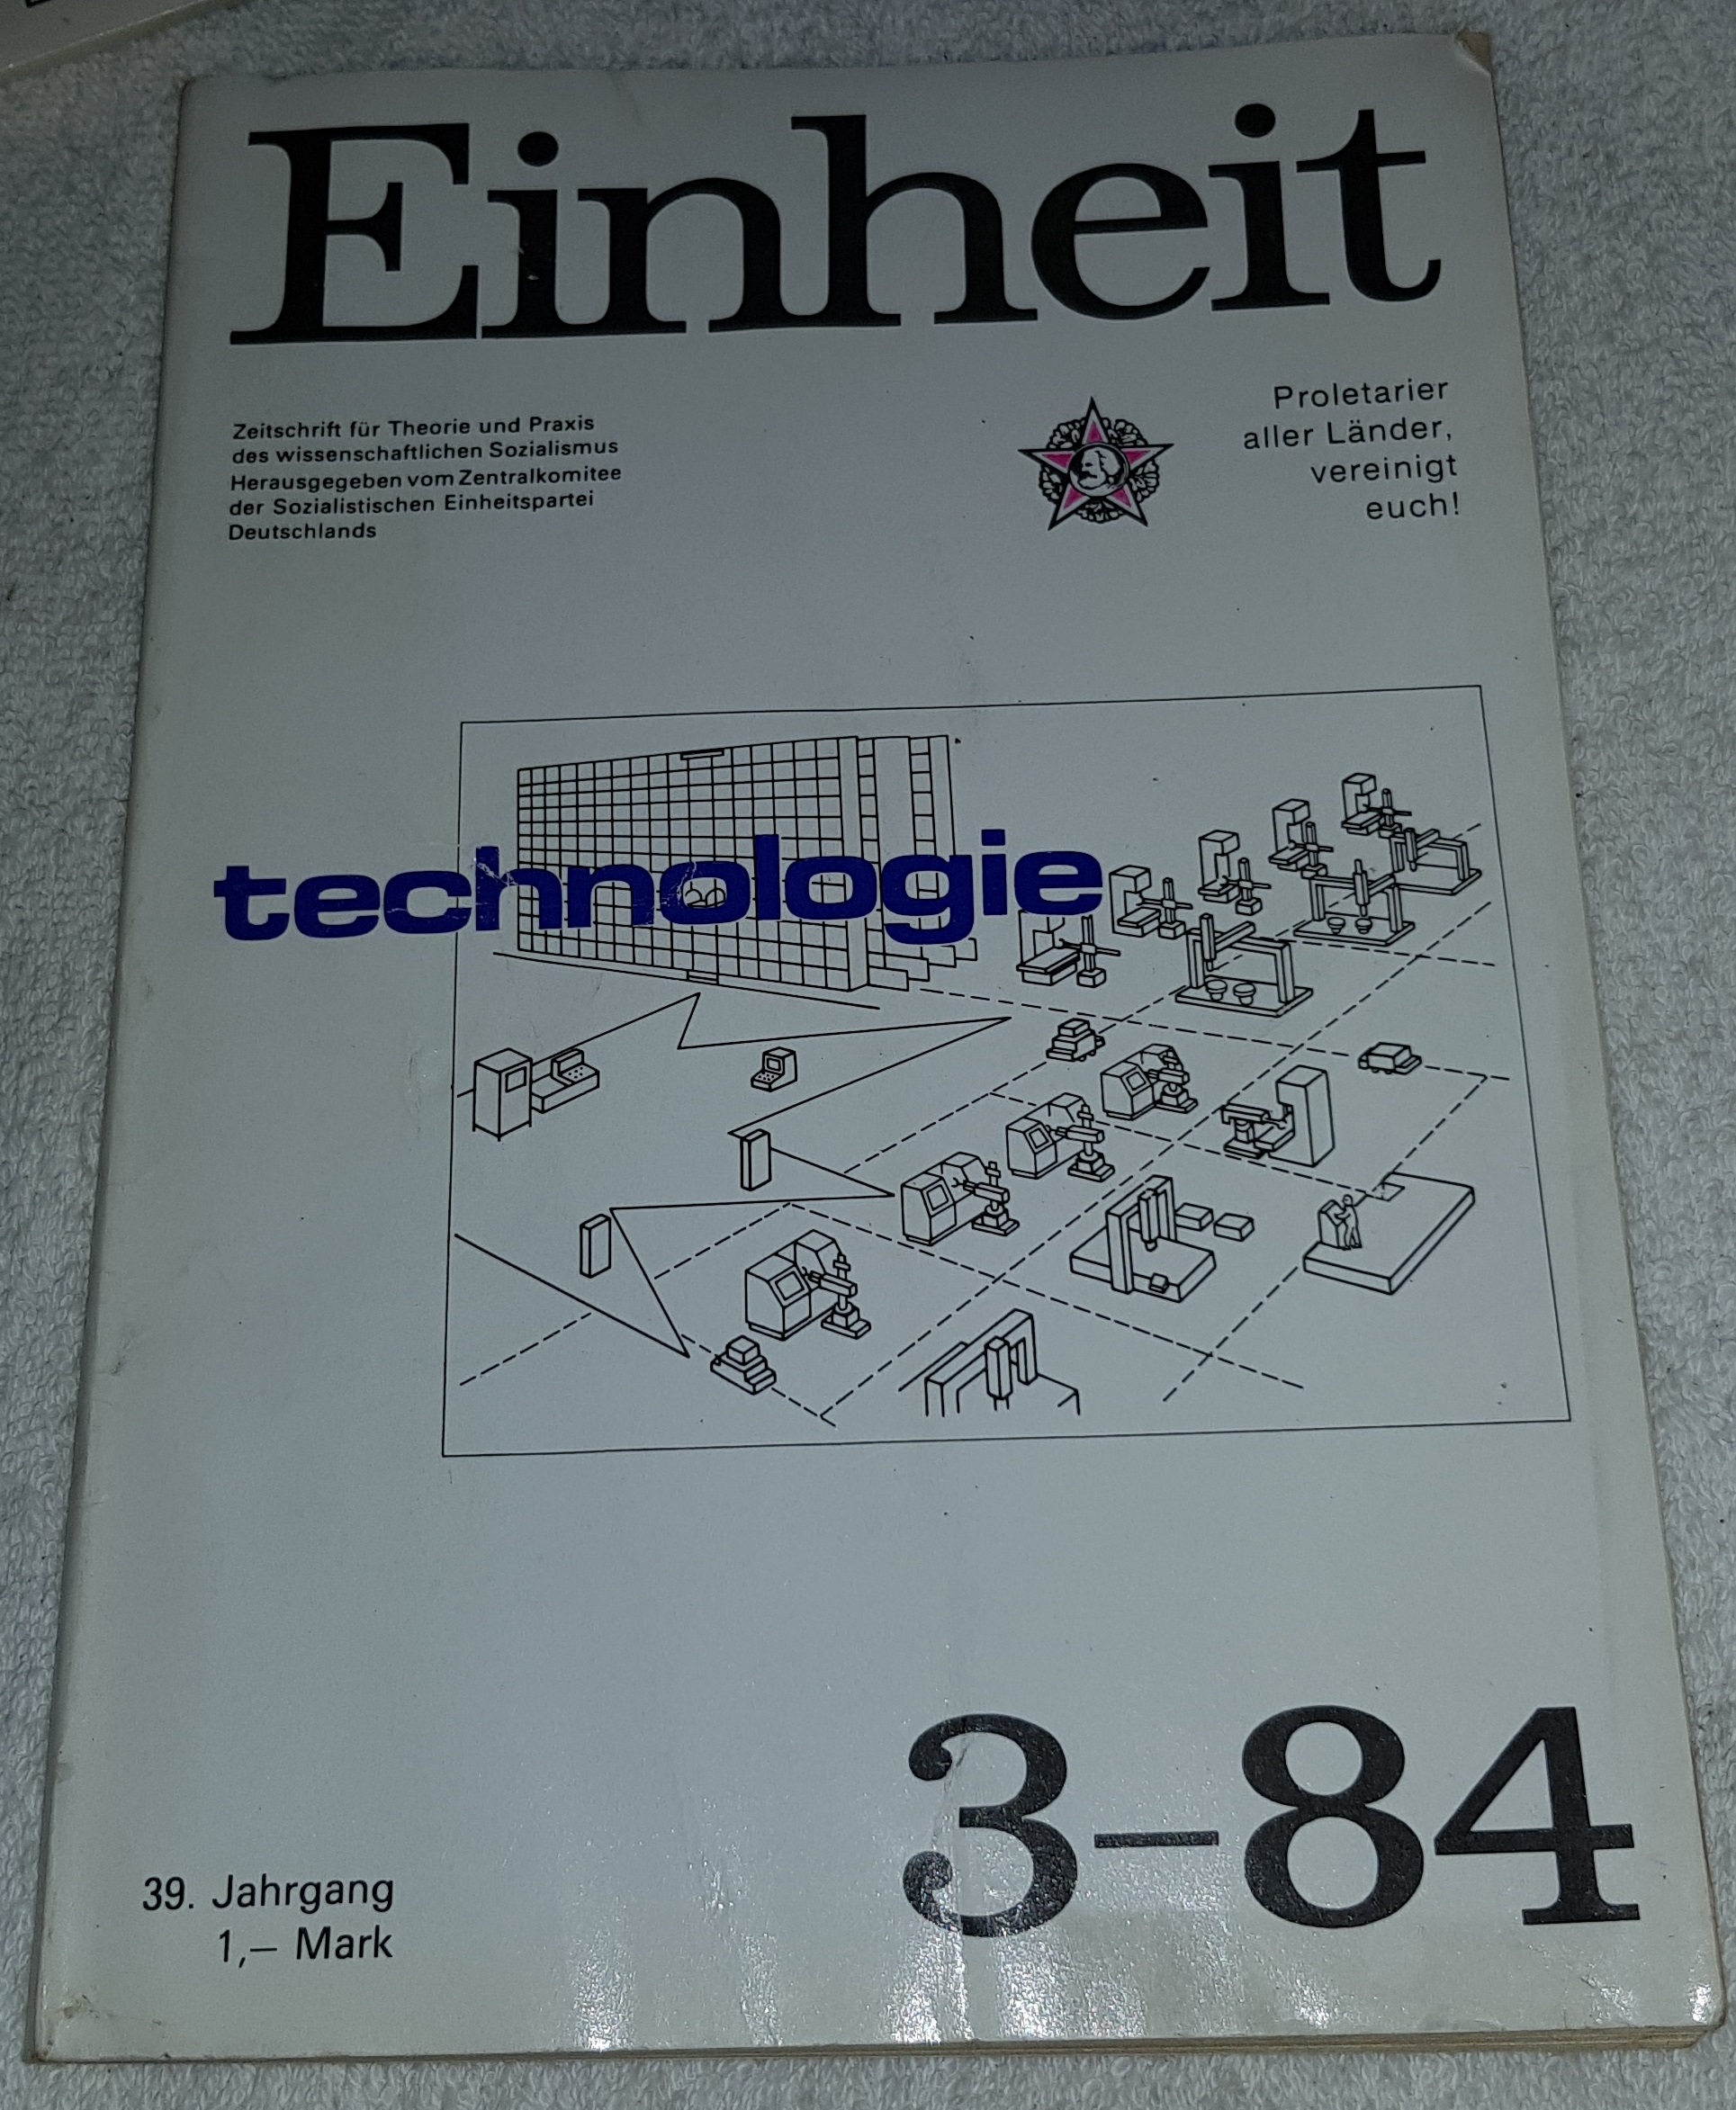 Einheit
Zeitschrift für Theorie und Praxis
des wissenschaftlichen Sozialismus
Herausgegeben vom Zentralkomitee
der Sozialistischen Einheitspartei
Deutschlands
Proletarier
aller Länder,
vereinigt
euch!
technologie
3–84
39. Jahrgang
1,– Mark